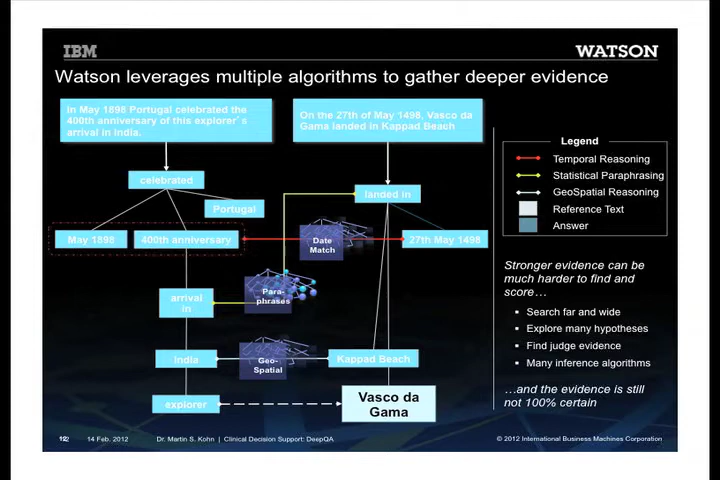 IBM
WATSON
Watson leverages multiple algorithms to gather deeper evidence
In May 1898 Portugal celebrated the
400th anniversary of this explorer's
arrival in India.
On the 27th of May 1498, Vasco da
Gama landed in Kappad Beach
Legend
Temporal Reasoning
Statistical Paraphrasing
GeoSpatial Reasoning
Reference Text
Answer
celebrated
landed in
Portugal
May 1898
400th anniversary
Date
Match
27th May 1498
arrival
in
Para-
phrases
India
Geo-
Spatial
Kappad Beach
explorer
Vasco da
Gama
Stronger evidence can be
much harder to find and
score…
▪ Search far and wide
▪ Explore many hypotheses
▪ Find judge evidence
▪ Many inference algorithms
…and the evidence is still
not 100% certain
14 Feb. 2012
Dr. Martin S. Kohn | Clinical Decision Support: DeepQA
© 2012 International Business Machines Corporation